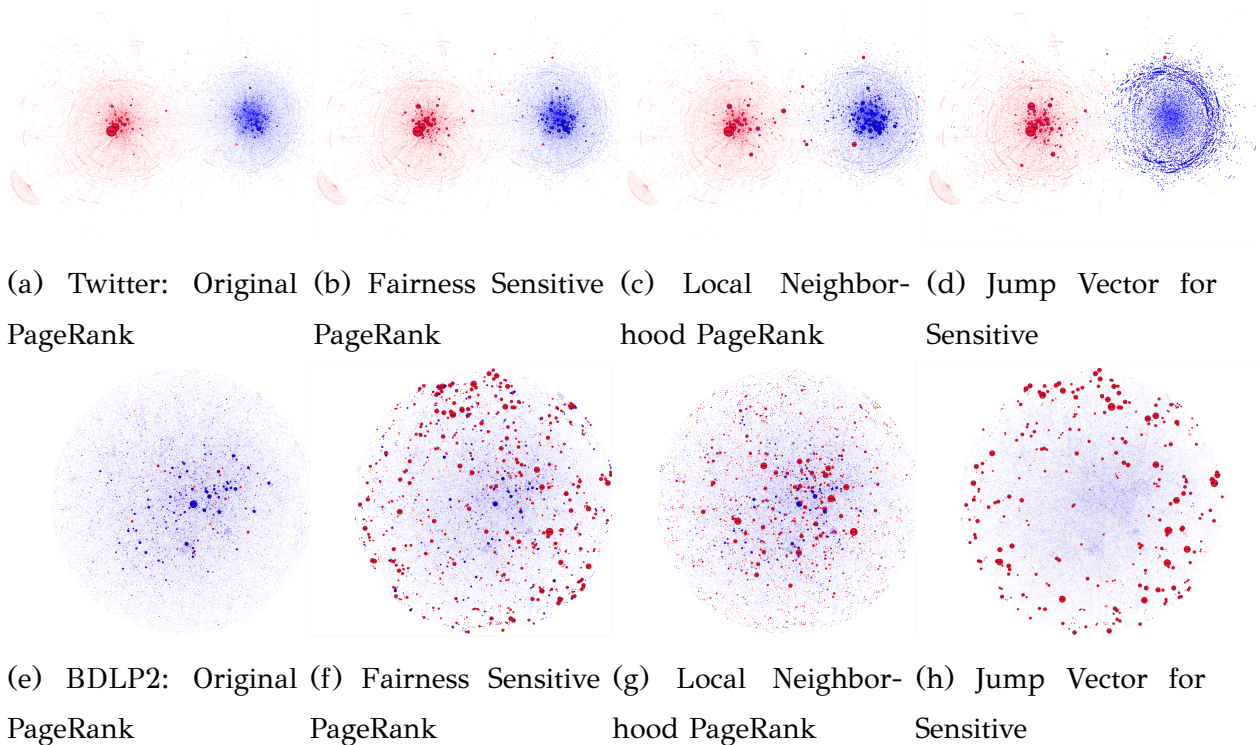 (a) Twitter: Original
PageRank
(b) Fairness Sensitive
PageRank
(c) Local Neighbor-
hood PageRank
(d) Jump Vector for
Sensitive
(e) BDLP2: Original
PageRank
(f) Fairness Sensitive
PageRank
(g) Local Neighbor-
hood PageRank
(h) Jump Vector for
Sensitive